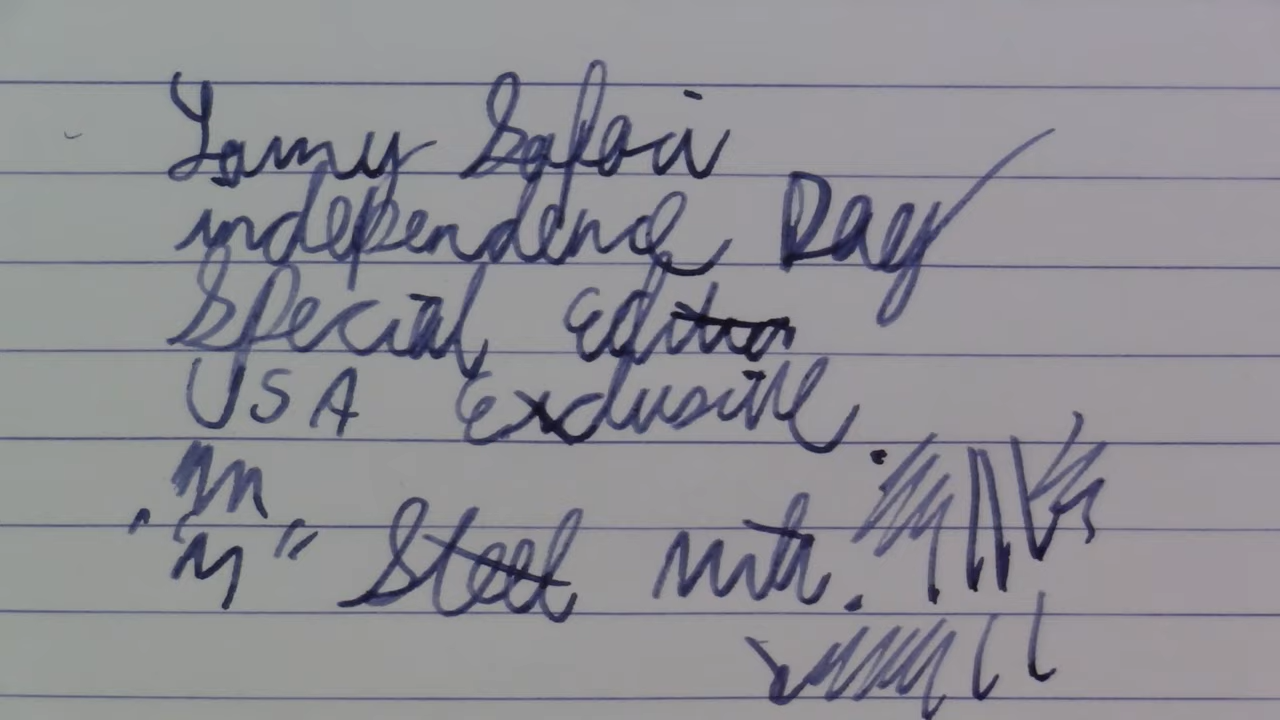 Lamy Safari
independence Day
Special Edition
USA Exclusive
m
"m" Steel nib.